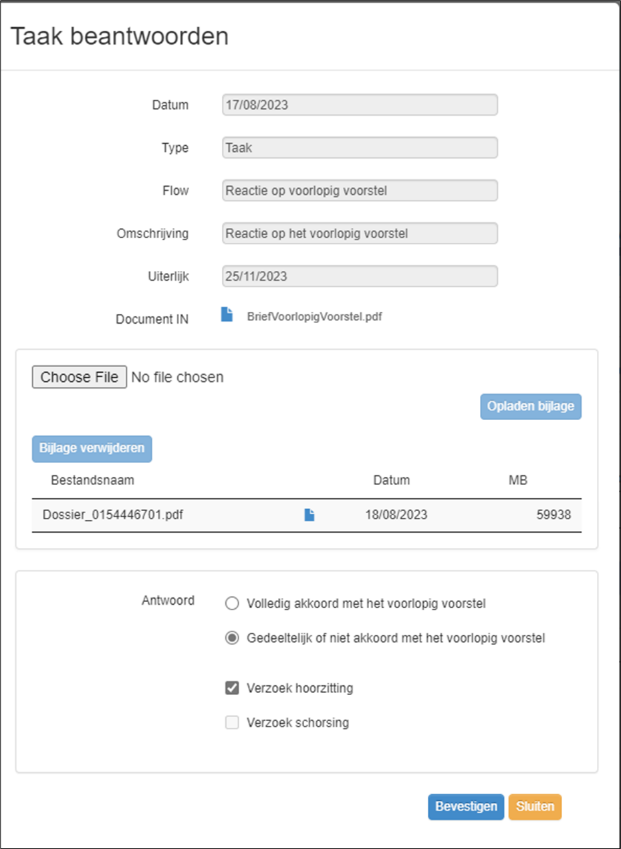 Taak beantwoorden
Datum 17/08/2023
Type Taak
Flow Reactie op voorlopig voorstel
Omschrijving Reactie op het voorlopig voorstel
Uiterlijk 25/11/2023
Document IN BriefVoorlopigVoorstel.pdf
Choose File No file chosen
Opladen bijlage
Bijlage verwijderen
Bestandsnaam Datum MB
Dossier_0154446701.pdf 18/08/2023 59938
Antwoord Volledig akkoord met het voorlopig voorstel
Gedeeltelijk of niet akkoord met het voorlopig voorstel
Verzoek hoorzitting
Verzoek schorsing
Bevestigen Sluiten